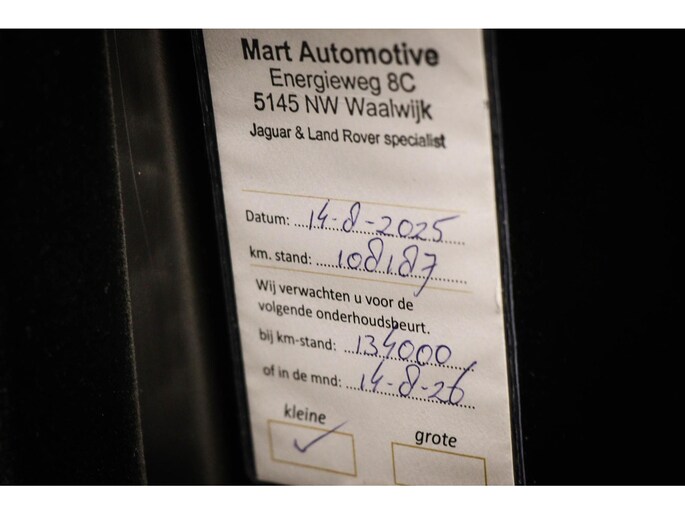 Mart Automotive
Energieweg 8C
5145 NW Waalwijk
Jaguar & Land Rover specialist
Datum: 14-8-2025
km. stand: 108187
Wij verwachten u voor de
volgende onderhoudsbeurt.
bij km-stand: 134000
of in de mnd: 14-8-26
kleine grote